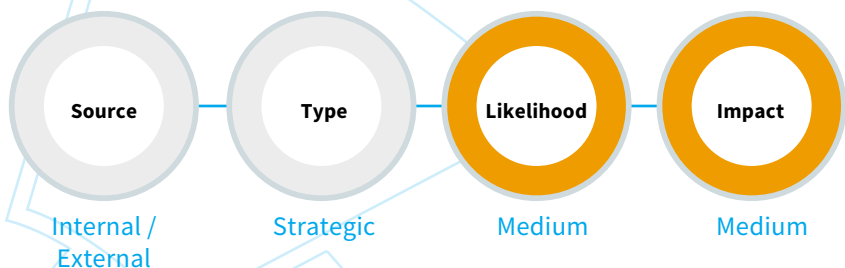 Source
Type
Likelihood
Impact
Internal /
External
Strategic
Medium
Medium